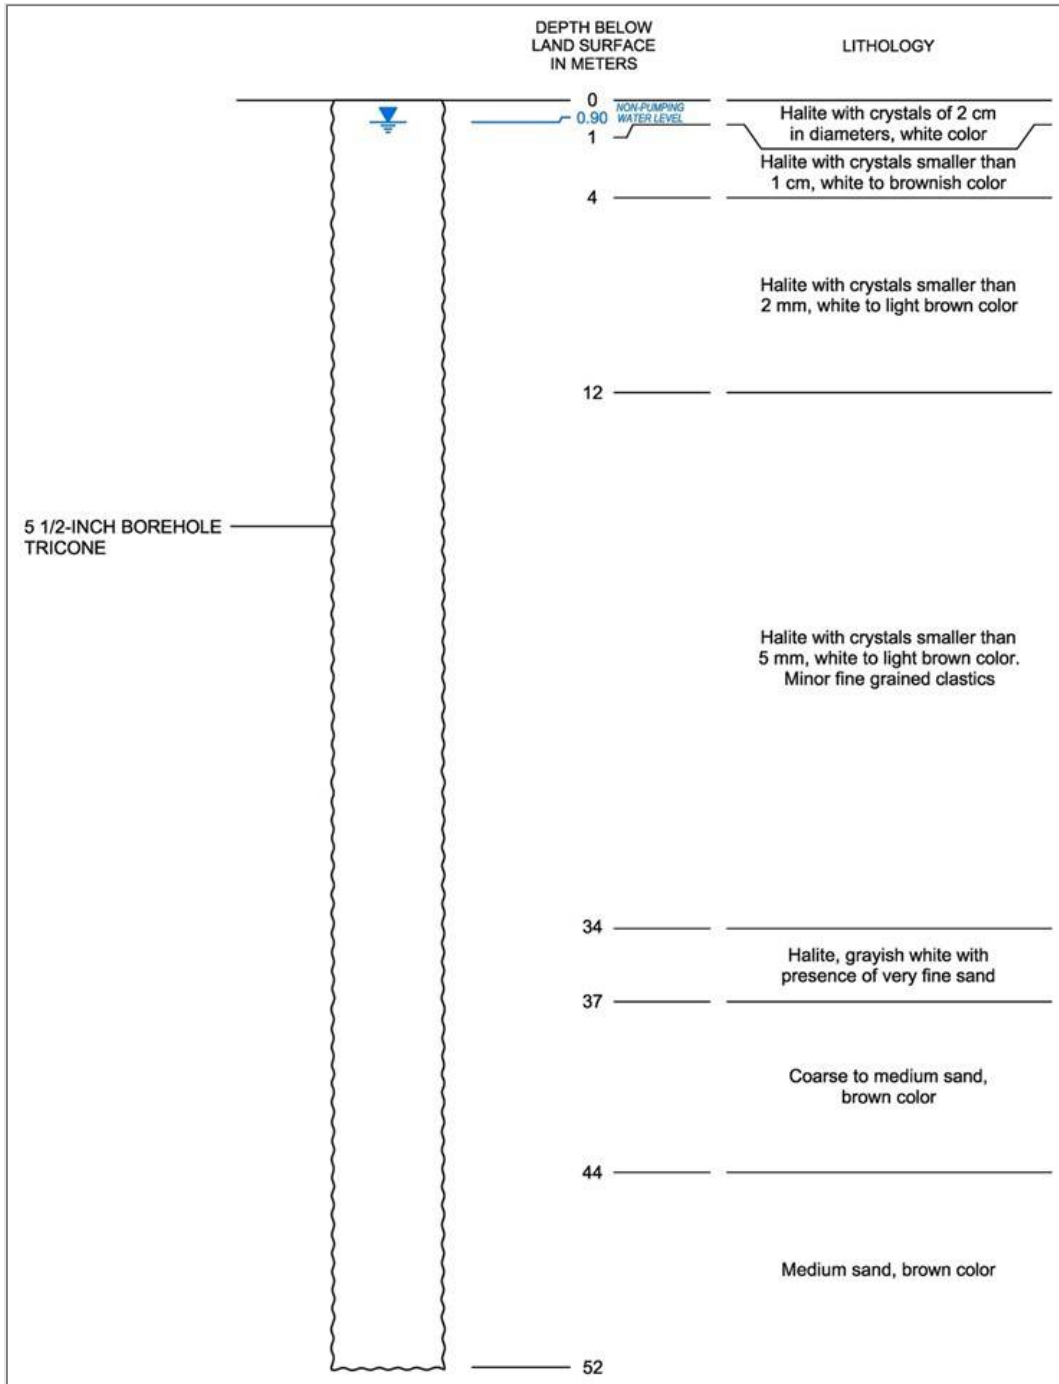 DEPTH BELOW
LAND SURFACE
IN METERS
LITHOLOGY
0
NON-PUMPING
WATER LEVEL
0.90
1
Halite with crystals of 2 cm
in diameters, white color
Halite with crystals smaller than
1 cm, white to brownish color
4
Halite with crystals smaller than
2 mm, white to light brown color
12
5 1/2-INCH BOREHOLE
TRICONE
Halite with crystals smaller than
5 mm, white to light brown color.
Minor fine grained clastics
34
Halite, grayish white with
presence of very fine sand
37
Coarse to medium sand,
brown color
44
Medium sand, brown color
52